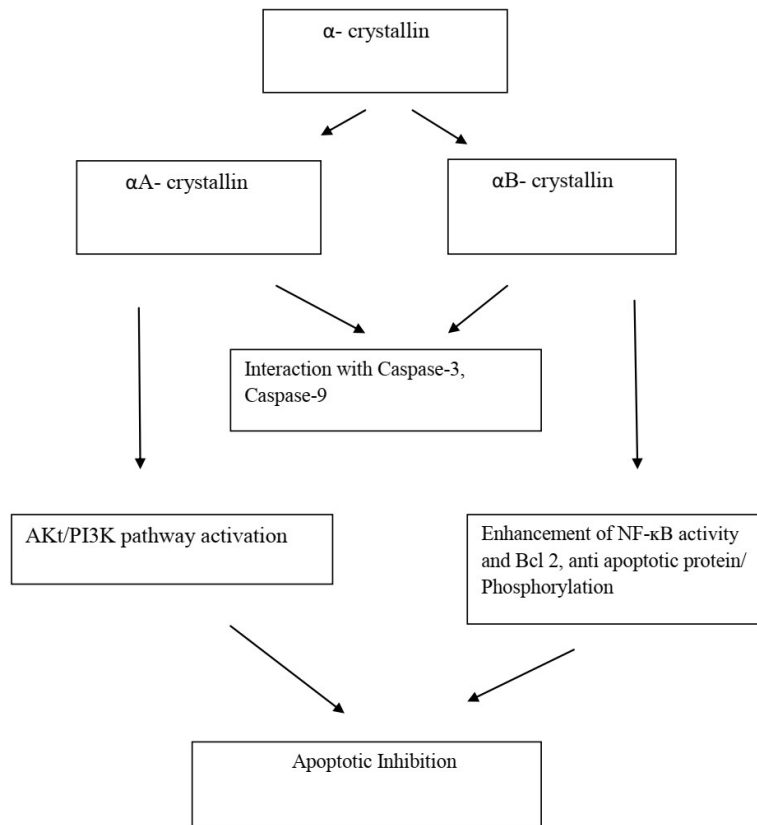 α- crystallin
αA- crystallin
αB- crystallin
Interaction with Caspase-3,
Caspase-9
AKt/PI3K pathway activation
Enhancement of NF-κB activity
and Bcl 2, anti apoptotic protein/
Phosphorylation
Apoptotic Inhibition